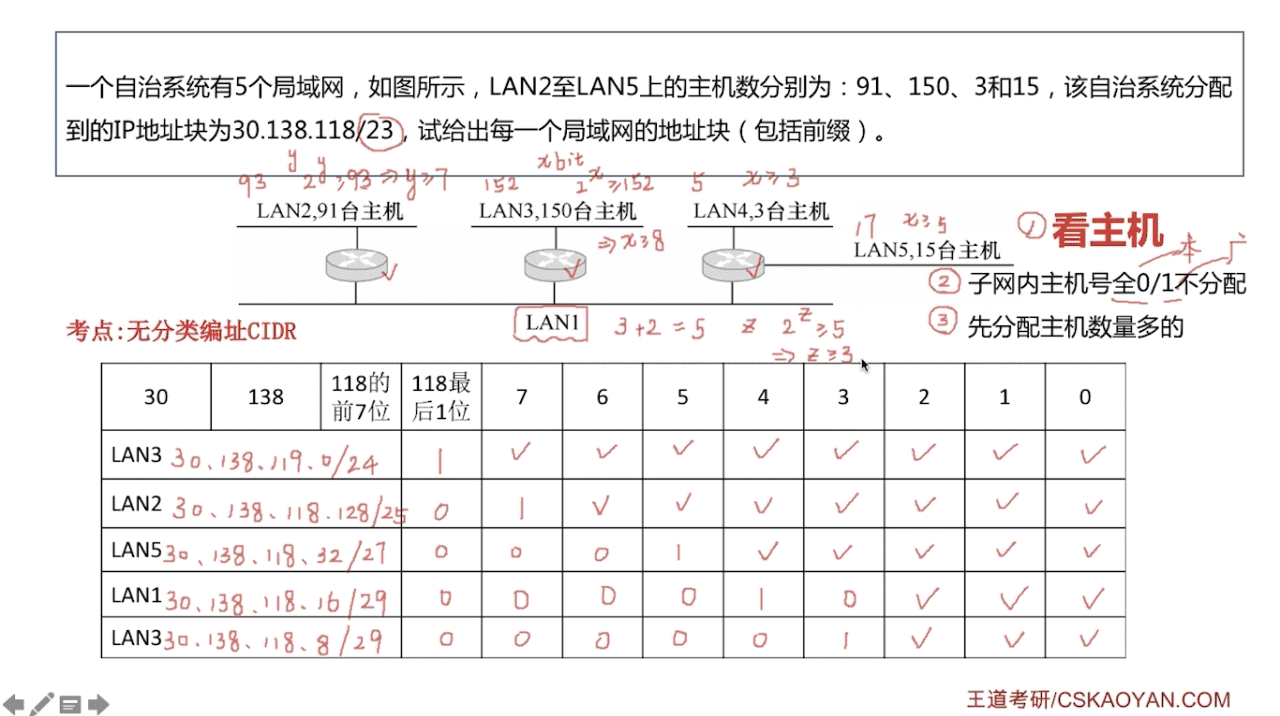 一个自治系统有5个局域网，如图所示，LAN2至LAN5上的主机数分别为：91、150、3和15，该自治系统分配
到的IP地址块为30.138.118/23，试给出每一个局域网的地址块（包括前缀）。
93 y 2^y≥93⇒y≥7
152 xbit 2^x≥152
5 x≥3
LAN2,91台主机
LAN3,150台主机
⇒x≥8
LAN4,3台主机
17 x≥5
LAN5,15台主机
① 看主机
本 广
② 子网内主机号全0/1不分配
③ 先分配主机数量多的
LAN1
3+2=5 z 2^z≥5
⇒z≥3
考点:无分类编址CIDR
30 138 118的前7位 118最后1位 7 6 5 4 3 2 1 0
LAN3 30.138.119.0/24 1 ✓ ✓ ✓ ✓ ✓ ✓ ✓ ✓
LAN2 30.138.118.128/25 0 1 ✓ ✓ ✓ ✓ ✓ ✓ ✓
LAN5 30.138.118.32/27 0 0 0 1 ✓ ✓ ✓ ✓ ✓
LAN1 30.138.118.16/29 0 0 0 0 1 0 ✓ ✓ ✓
LAN3 30.138.118.8/29 0 0 0 0 0 1 ✓ ✓ ✓
王道考研/CSKAOYAN.COM